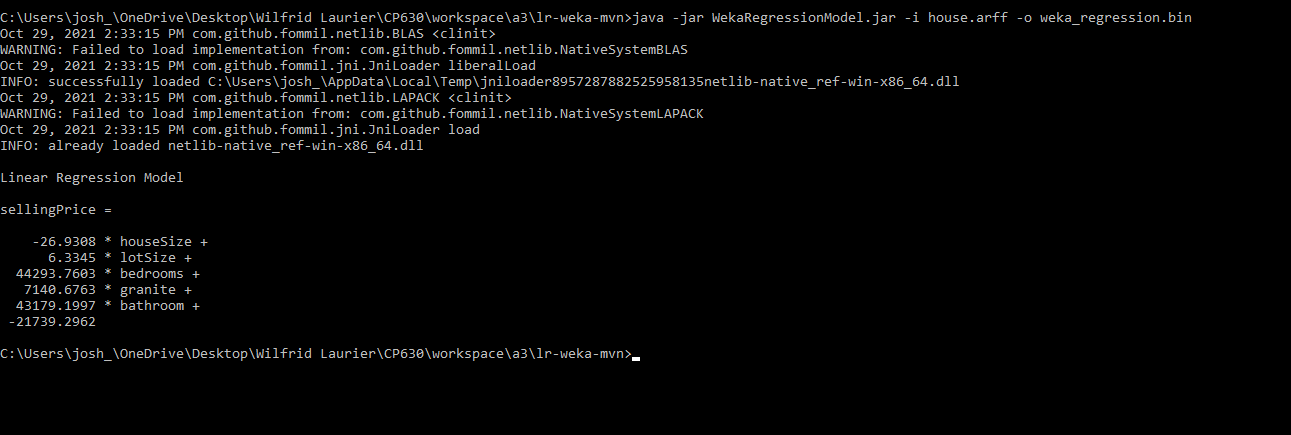 C:\Users\josh_\OneDrive\Desktop\Wilfrid Laurier\CP630\workspace\a3\lr-weka-mvn>java -jar WekaRegressionModel.jar -i house.arff -o weka_regression.bin
Oct 29, 2021 2:33:15 PM com.github.fommil.netlib.BLAS <clinit>
WARNING: Failed to load implementation from: com.github.fommil.netlib.NativeSystemBLAS
Oct 29, 2021 2:33:15 PM com.github.fommil.jni.JniLoader liberalLoad
INFO: successfully loaded C:\Users\josh_\AppData\Local\Temp\jniloader8957287882525958135netlib-native_ref-win-x86_64.dll
Oct 29, 2021 2:33:15 PM com.github.fommil.netlib.LAPACK <clinit>
WARNING: Failed to load implementation from: com.github.fommil.netlib.NativeSystemLAPACK
Oct 29, 2021 2:33:15 PM com.github.fommil.jni.JniLoader load
INFO: already loaded netlib-native_ref-win-x86_64.dll
Linear Regression Model
sellingPrice =
-26.9308 * houseSize +
6.3345 * lotSize +
44293.7603 * bedrooms +
7140.6763 * granite +
43179.1997 * bathroom +
-21739.2962
C:\Users\josh_\OneDrive\Desktop\Wilfrid Laurier\CP630\workspace\a3\lr-weka-mvn>